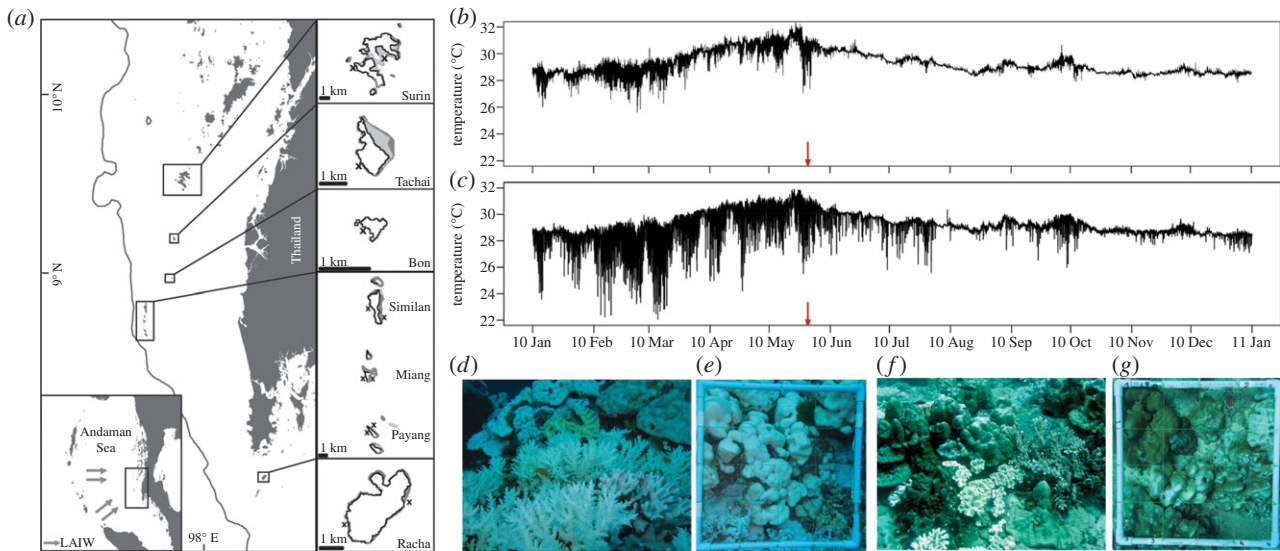 (a)
10° N
9° N
98° E
Thailand
Andaman
Sea
LAIW
1 km
Surin
1 km
Tachai
1 km
Bon
Similan
Miang
Payang
1 km
1 km
Racha
(b)
temperature (°C)
32
30
28
26
24
22
(c)
temperature (°C)
32
30
28
26
24
22
10 Jan 10 Feb 10 Mar 10 Apr 10 May 10 Jun 10 Jul 10 Aug 10 Sep 10 Oct 10 Nov 10 Dec 11 Jan
(d)
(e)
(f)
(g)